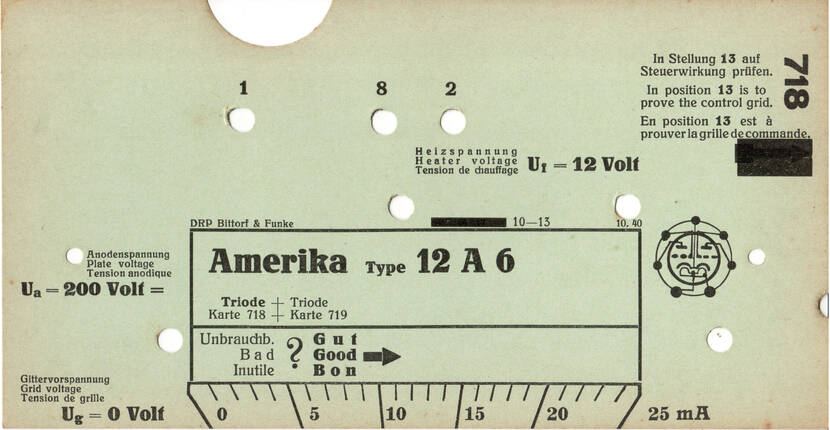 In Stellung 13 auf
Steuerwirkung prüfen.
In position 13 is to
prove the control grid.
En position 13 est à
prouver la grille de commande.
718
1 8 2
Heizspannung
Heater voltage
Tension de chauffage
Uf = 12 Volt
DRP Bittorf & Funke 10–13 10. 40
Amerika Type 12 A 6
Triode + Triode
Karte 718 + Karte 719
Anodenspannung
Plate voltage
Tension anodique
Ua = 200 Volt =
Unbrauchb. ? Gut
Bad Good
Inutile Bon
Gittervorspannung
Grid voltage
Tension de grille
Ug = 0 Volt
0 5 10 15 20 25 mA